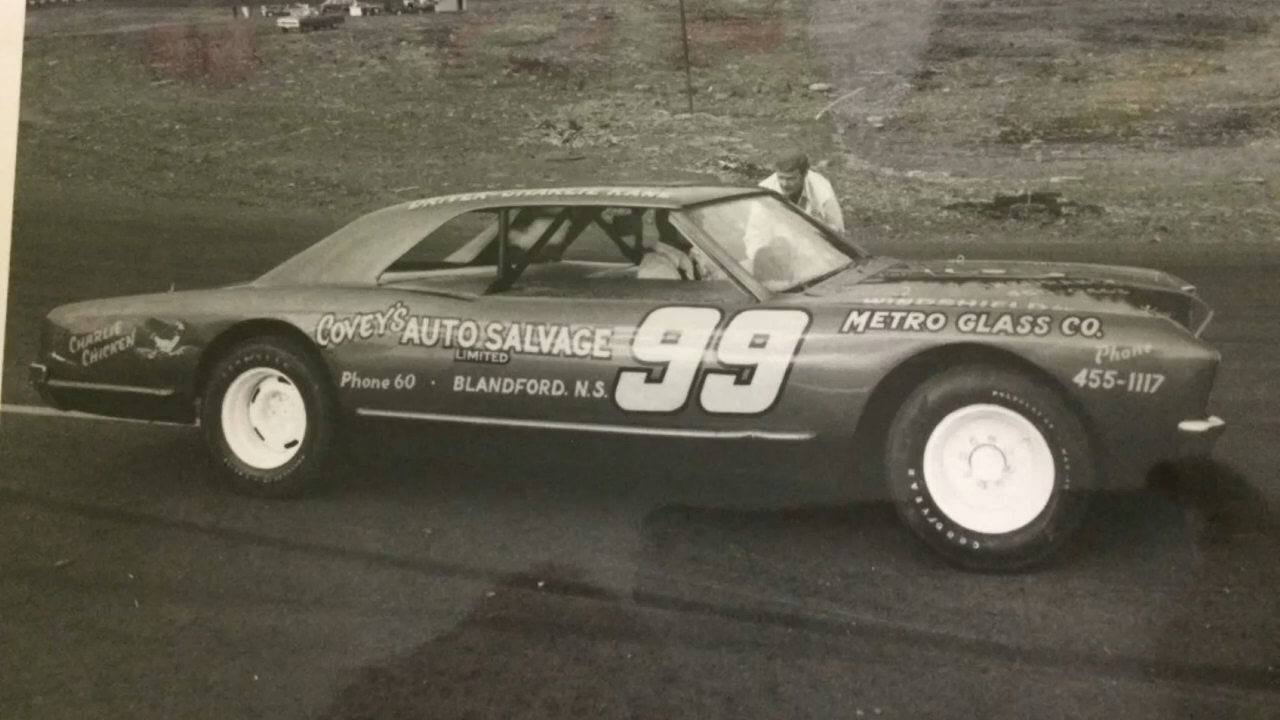 DRIVER-CHARLIE KANE
CHARLIE
CHICKEN
COVEY'S AUTO SALVAGE
LIMITED
Phone 60 · BLANDFORD. N.S.
99
WINDSHIELD
METRO GLASS CO.
Phone
455-1117
GOODYEAR